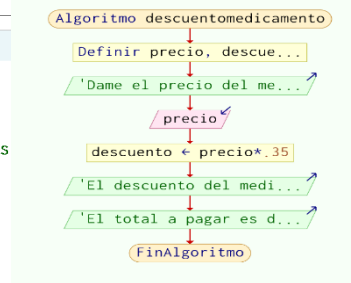 Algoritmo descuentomedicamento
Definir precio, descue...
'Dame el precio del me...
precio
s
descuento ← precio*.35
'El descuento del medi...
'El total a pagar es d...
FinAlgoritmo